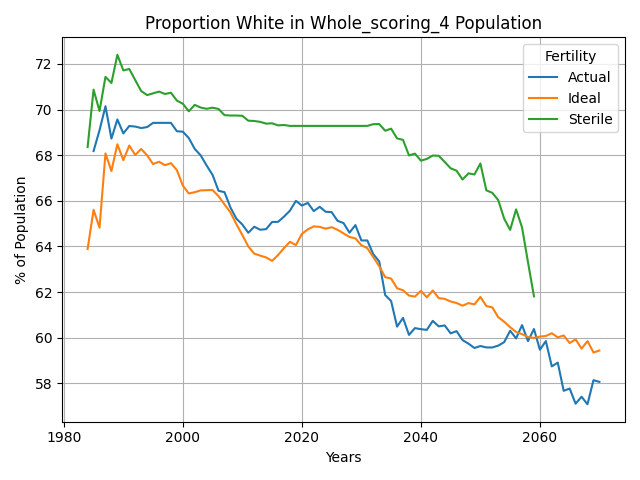 Proportion White in Whole_scoring_4 Population
% of Population
72
70
68
66
64
62
60
58
Fertility
Actual
Ideal
Sterile
1980
2000
2020
2040
2060
Years